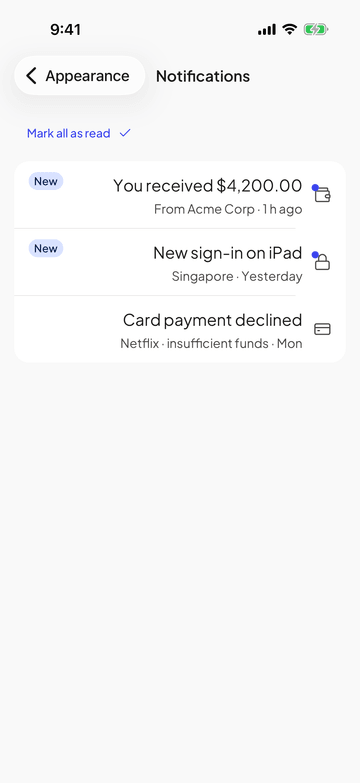 9:41
Appearance
Notifications
Mark all as read
New
You received $4,200.00
From Acme Corp · 1 h ago
New
New sign-in on iPad
Singapore · Yesterday
Card payment declined
Netflix · insufficient funds · Mon